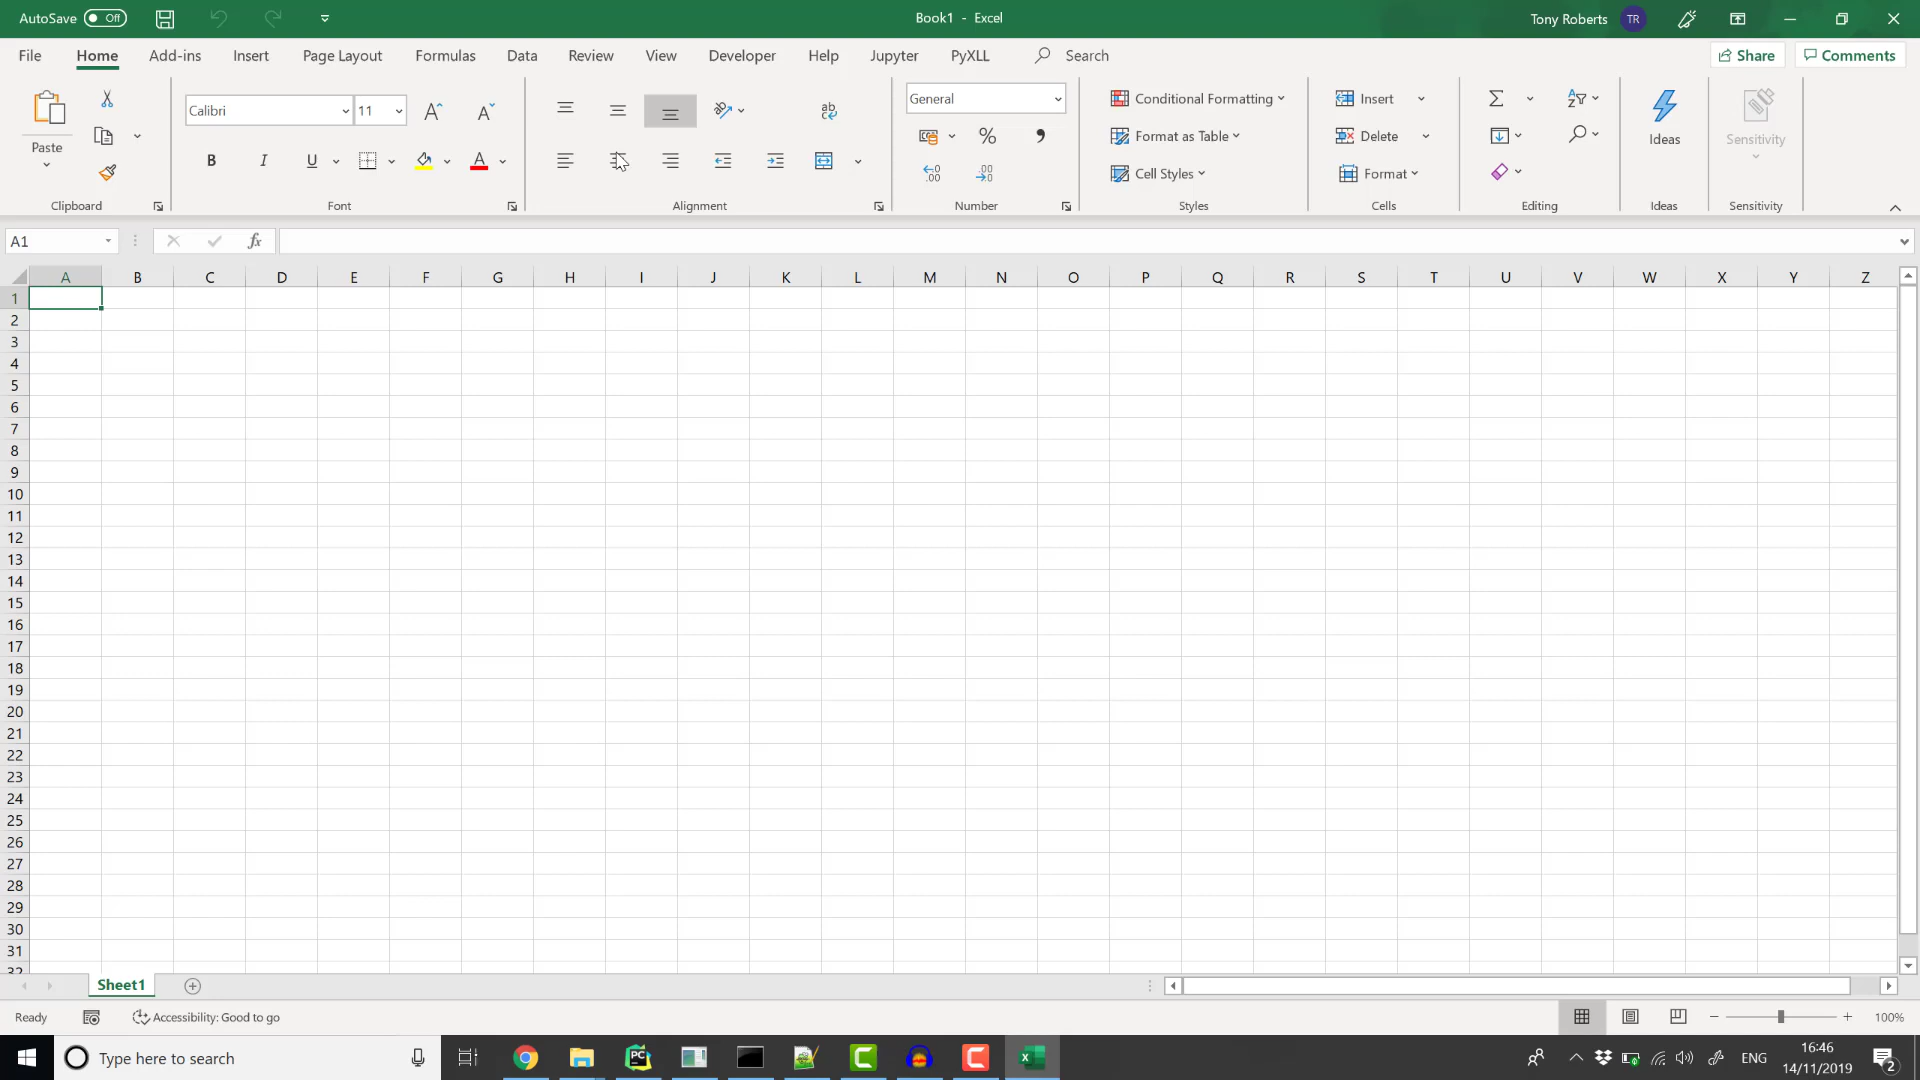 AutoSave Off
Book1 - Excel
Tony Roberts TR
File Home Add-ins Insert Page Layout Formulas Data Review View Developer Help Jupyter PyXLL Search Share Comments
Paste
Clipboard
Calibri 11
B I U A
Font
Alignment
General
% ,
Number
Conditional Formatting
Format as Table
Cell Styles
Styles
Insert
Delete
Format
Cells
Editing
Ideas
Ideas
Sensitivity
Sensitivity
A1
fx
A B C D E F G H I J K L M N O P Q R S T U V W X Y Z
1
2
3
4
5
6
7
8
9
10
11
12
13
14
15
16
17
18
19
20
21
22
23
24
25
26
27
28
29
30
31
32
Sheet1
Ready Accessibility: Good to go 100%
Type here to search
ENG
16:46
14/11/2019
2